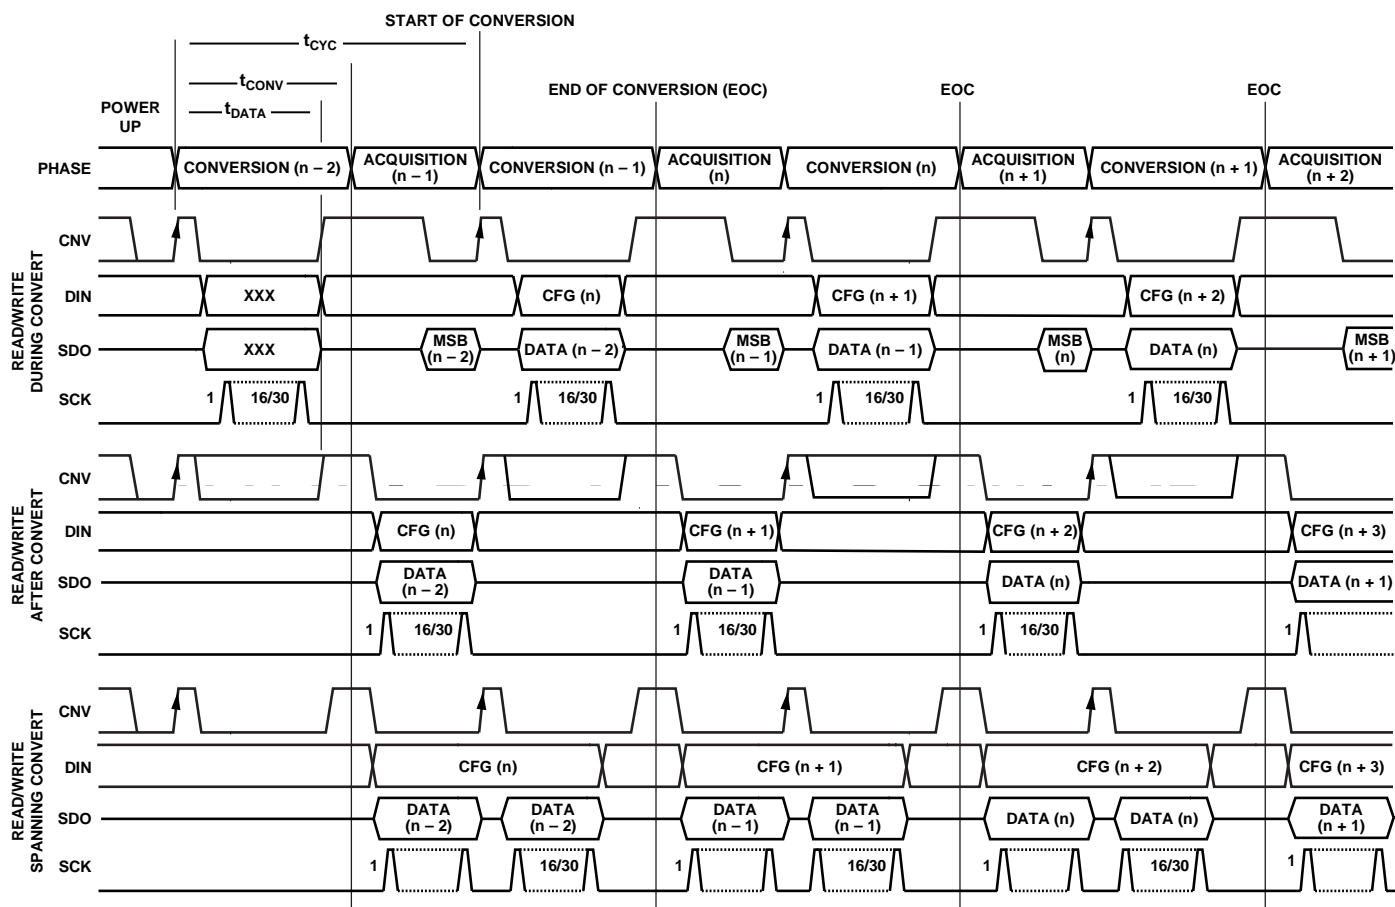 START OF CONVERSION
tCYC
tCONV
tDATA
POWER
UP
END OF CONVERSION (EOC)
EOC
EOC
PHASE
CONVERSION (n – 2)
ACQUISITION
(n – 1)
CONVERSION (n – 1)
ACQUISITION
(n)
CONVERSION (n)
ACQUISITION
(n + 1)
CONVERSION (n + 1)
ACQUISITION
(n + 2)
READ/WRITE
DURING CONVERT
CNV
DIN
XXX
CFG (n)
CFG (n + 1)
CFG (n + 2)
SDO
XXX
MSB
(n – 2)
DATA (n – 2)
MSB
(n – 1)
DATA (n – 1)
MSB
(n)
DATA (n)
MSB
(n + 1)
SCK
1
16/30
1
16/30
1
16/30
1
16/30
READ/WRITE
AFTER CONVERT
CNV
DIN
CFG (n)
CFG (n + 1)
CFG (n + 2)
CFG (n + 3)
SDO
DATA
(n – 2)
DATA
(n – 1)
DATA (n)
DATA (n + 1)
SCK
1
16/30
1
16/30
1
16/30
1
READ/WRITE
SPANNING CONVERT
CNV
DIN
CFG (n)
CFG (n + 1)
CFG (n + 2)
CFG (n + 3)
SDO
DATA
(n – 2)
DATA
(n – 2)
DATA
(n – 1)
DATA
(n – 1)
DATA (n)
DATA (n)
DATA
(n + 1)
SCK
1
16/30
1
16/30
1
16/30
1